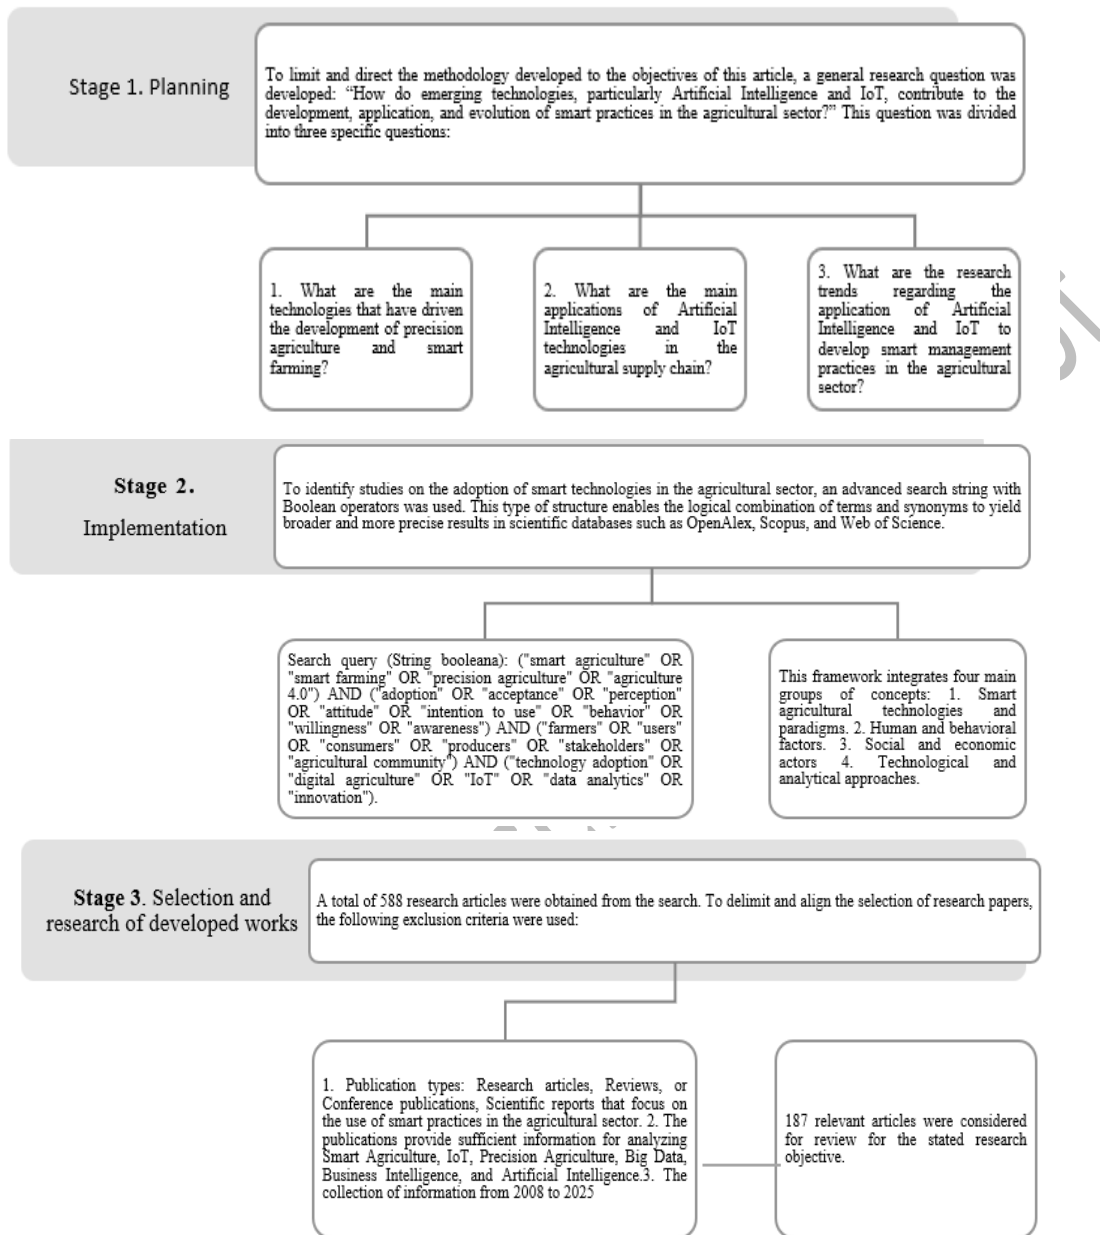 Stage 1. Planning
To limit and direct the methodology developed to the objectives of this article, a general research question was
developed: “How do emerging technologies, particularly Artificial Intelligence and IoT, contribute to the
development, application, and evolution of smart practices in the agricultural sector?” This question was divided
into three specific questions:
1. What are the main
technologies that have driven
the development of precision
agriculture and smart
farming?
2. What are the main
applications of Artificial
Intelligence and IoT
technologies in the
agricultural supply chain?
3. What are the research
trends regarding the
application of Artificial
Intelligence and IoT to
develop smart management
practices in the agricultural
sector?
Stage 2.
Implementation
To identify studies on the adoption of smart technologies in the agricultural sector, an advanced search string with
Boolean operators was used. This type of structure enables the logical combination of terms and synonyms to yield
broader and more precise results in scientific databases such as OpenAlex, Scopus, and Web of Science.
Search query (String booleana): ("smart agriculture" OR
"smart farming" OR "precision agriculture" OR "agriculture
4.0") AND ("adoption" OR "acceptance" OR "perception"
OR "attitude" OR "intention to use" OR "behavior" OR
"willingness" OR "awareness") AND ("farmers" OR "users"
OR "consumers" OR "producers" OR "stakeholders" OR
"agricultural community") AND ("technology adoption" OR
"digital agriculture" OR "IoT" OR "data analytics" OR
"innovation").
This framework integrates four main
groups of concepts: 1. Smart
agricultural technologies and
paradigms. 2. Human and behavioral
factors. 3. Social and economic
actors 4. Technological and
analytical approaches.
Stage 3. Selection and
research of developed works
A total of 588 research articles were obtained from the search. To delimit and align the selection of research papers,
the following exclusion criteria were used:
1. Publication types: Research articles, Reviews, or
Conference publications, Scientific reports that focus on
the use of smart practices in the agricultural sector. 2. The
publications provide sufficient information for analyzing
Smart Agriculture, IoT, Precision Agriculture, Big Data,
Business Intelligence, and Artificial Intelligence.3. The
collection of information from 2008 to 2025
187 relevant articles were considered
for review for the stated research
objective.